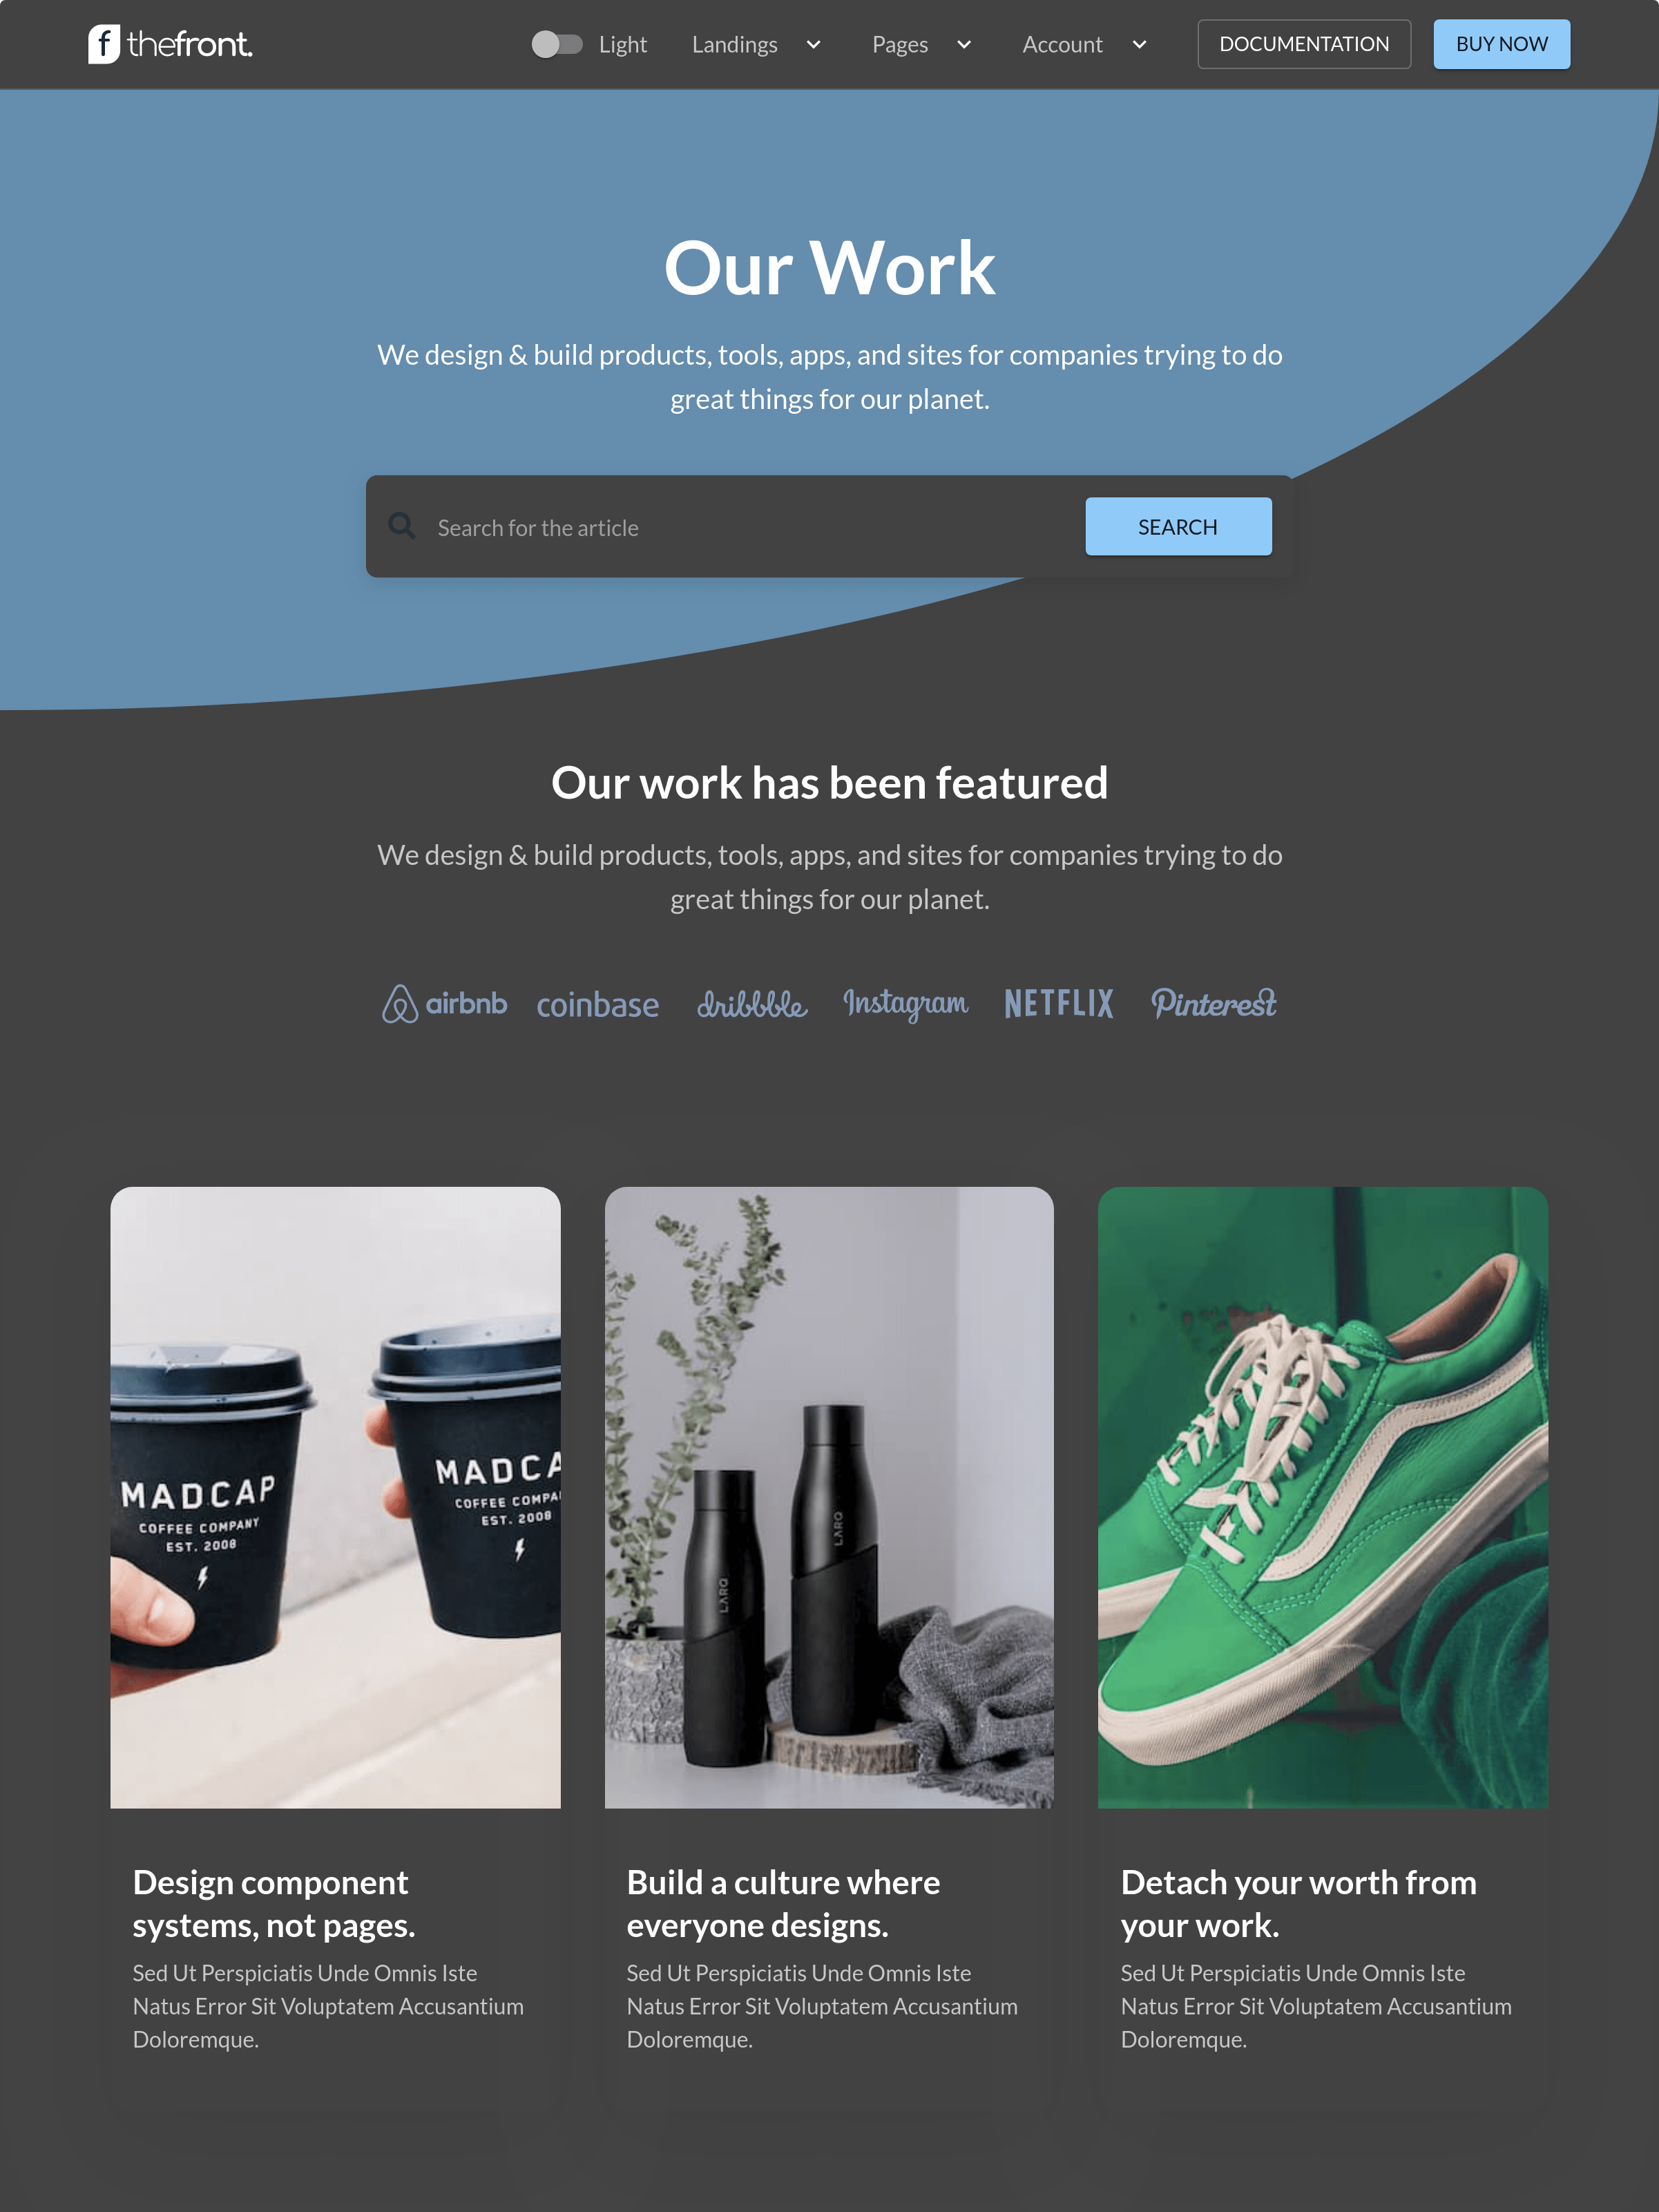 f thefront.
Light Landings Pages Account DOCUMENTATION BUY NOW
Our Work
We design & build products, tools, apps, and sites for companies trying to do
great things for our planet.
Search for the article SEARCH
Our work has been featured
We design & build products, tools, apps, and sites for companies trying to do
great things for our planet.
airbnb coinbase dribbble Instagram NETFLIX Pinterest
MADCAP
COFFEE COMPANY
EST. 2008
MADCA
COFFEE COMPA
EST. 2008
LARQ
LARQ
Design component
systems, not pages.
Sed Ut Perspiciatis Unde Omnis Iste
Natus Error Sit Voluptatem Accusantium
Doloremque.
Build a culture where
everyone designs.
Sed Ut Perspiciatis Unde Omnis Iste
Natus Error Sit Voluptatem Accusantium
Doloremque.
Detach your worth from
your work.
Sed Ut Perspiciatis Unde Omnis Iste
Natus Error Sit Voluptatem Accusantium
Doloremque.